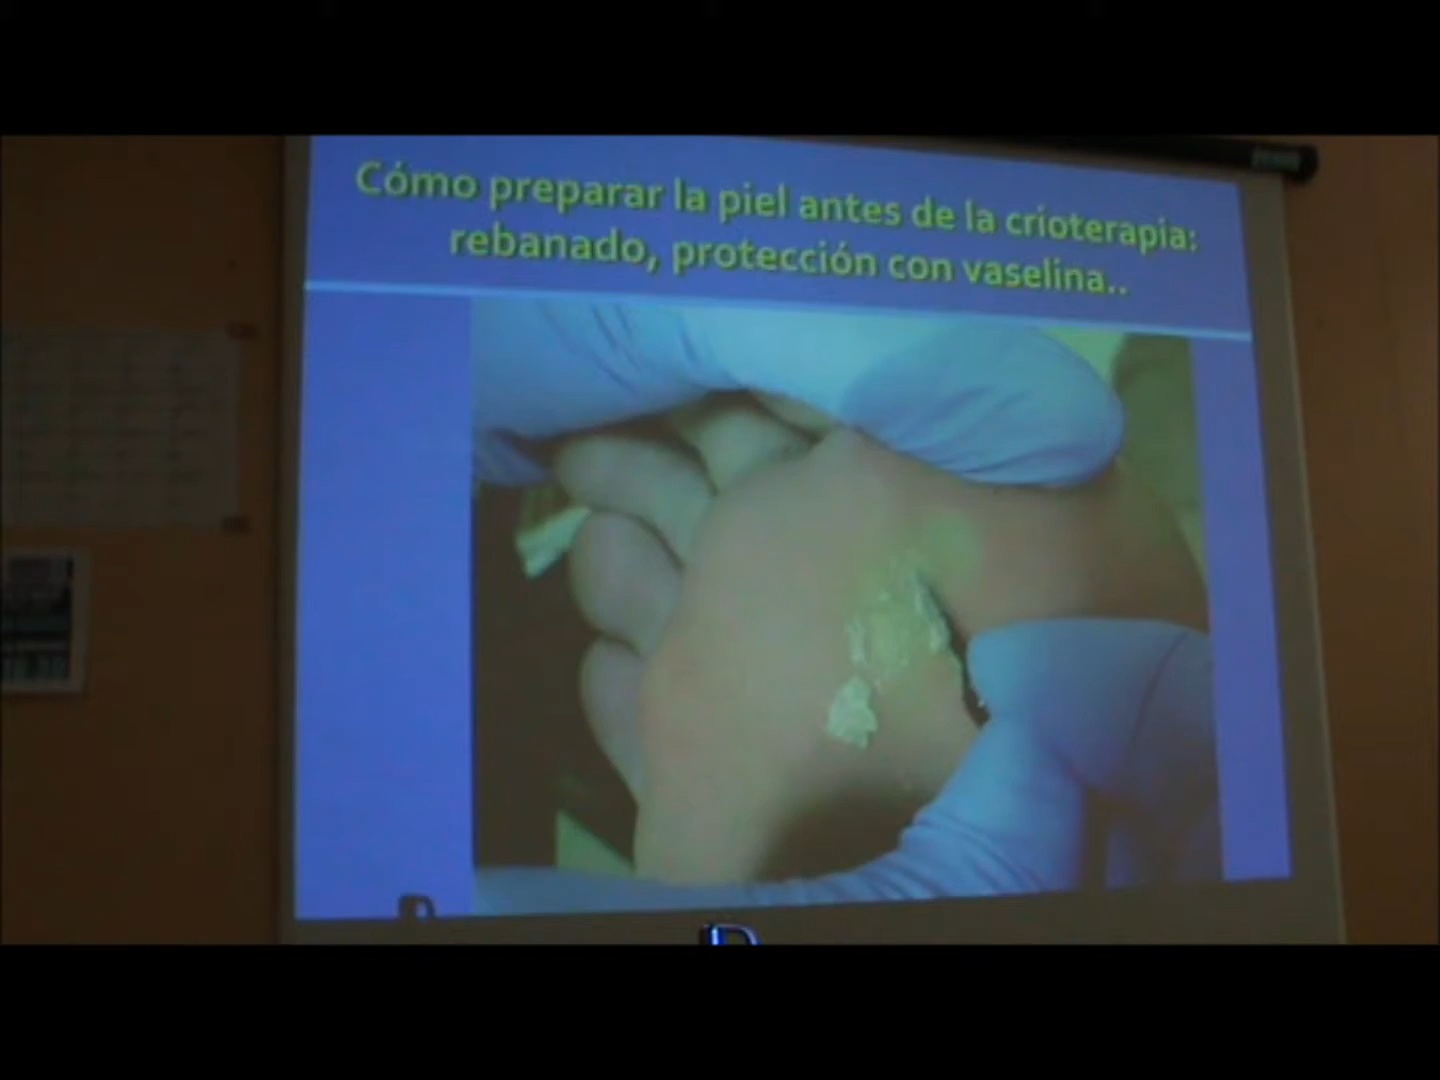 Cómo preparar la piel antes de la crioterapia:
rebanado, protección con vaselina..